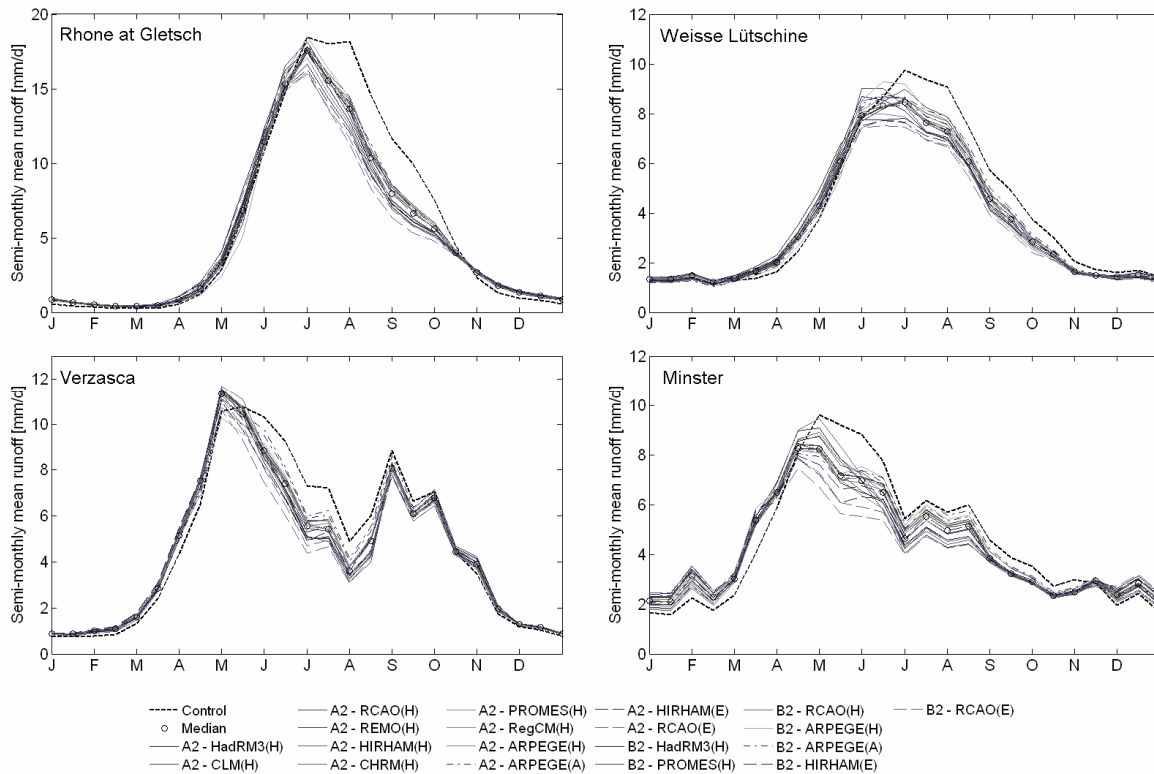 Rhone at Gletsch
Semi-monthly mean runoff [mm/d]
20
15
10
5
0
J F M A M J J A S O N D
Weisse Lütschine
Semi-monthly mean runoff [mm/d]
12
10
8
6
4
2
0
J F M A M J J A S O N D
Verzasca
Semi-monthly mean runoff [mm/d]
12
10
8
6
4
2
0
J F M A M J J A S O N D
Minster
Semi-monthly mean runoff [mm/d]
12
10
8
6
4
2
0
J F M A M J J A S O N D
Control
Median
A2 - HadRM3(H)
A2 - CLM(H)
A2 - RCAO(H)
A2 - REMO(H)
A2 - HIRHAM(H)
A2 - CHRM(H)
A2 - PROMES(H)
A2 - RegCM(H)
A2 - ARPEGE(H)
A2 - ARPEGE(A)
A2 - HIRHAM(E)
A2 - RCAO(E)
B2 - HadRM3(H)
B2 - PROMES(H)
B2 - RCAO(H)
B2 - ARPEGE(H)
B2 - ARPEGE(A)
B2 - HIRHAM(E)
B2 - RCAO(E)